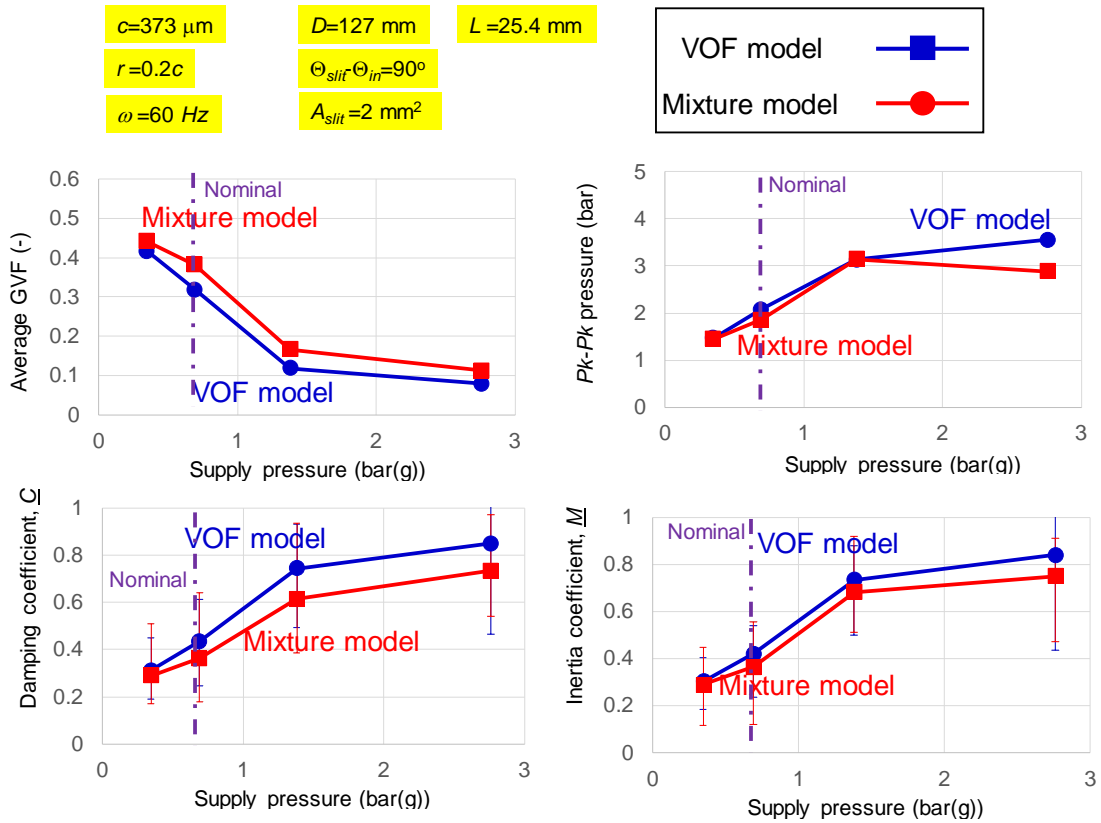 c=373 μm
D=127 mm
L =25.4 mm
r =0.2c
Θslit-Θin=90o
ω =60 Hz
Aslit =2 mm2
VOF model
Mixture model
Average GVF (-)
0.6
0.5
0.4
0.3
0.2
0.1
0
Nominal
Mixture model
VOF model
0
1
2
3
Supply pressure (bar(g))
Pk-Pk pressure (bar)
5
4
3
2
1
0
Nominal
VOF model
Mixture model
0
1
2
3
Supply pressure (bar(g))
Damping coefficient, C
1
0.8
0.6
0.4
0.2
0
VOF model
Nominal
Mixture model
0
1
2
3
Supply pressure (bar(g))
Inertia coefficient, M
1
0.8
0.6
0.4
0.2
0
Nominal
VOF model
Mixture model
0
1
2
3
Supply pressure (bar(g))